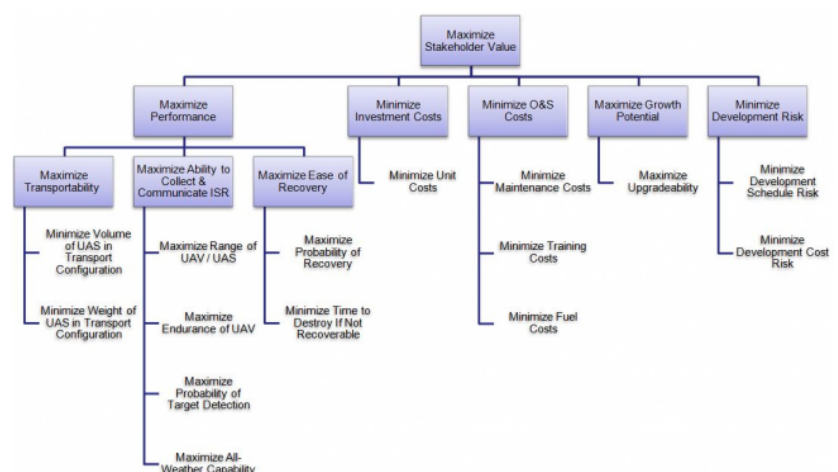 Maximize
Stakeholder Value
Maximize
Performance
Minimize
Investment Costs
Minimize O&S
Costs
Maximize Growth
Potential
Minimize
Development Risk
Maximize
Transportability
Maximize Ability to
Collect &
Communicate ISR
Maximize Ease of
Recovery
Minimize Unit
Costs
Minimize
Maintenance Costs
Maximize
Upgradeability
Minimize
Development
Schedule Risk
Minimize Volume
of UAS in
Transport
Configuration
Maximize Range of
UAV / UAS
Maximize
Probability of
Recovery
Minimize Training
Costs
Minimize
Development Cost
Risk
Minimize Weight of
UAS in Transport
Configuration
Maximize
Endurance of UAV
Minimize Time to
Destroy If Not
Recoverable
Minimize Fuel
Costs
Maximize
Probability of
Target Detection
Maximize All-
Weather Capability